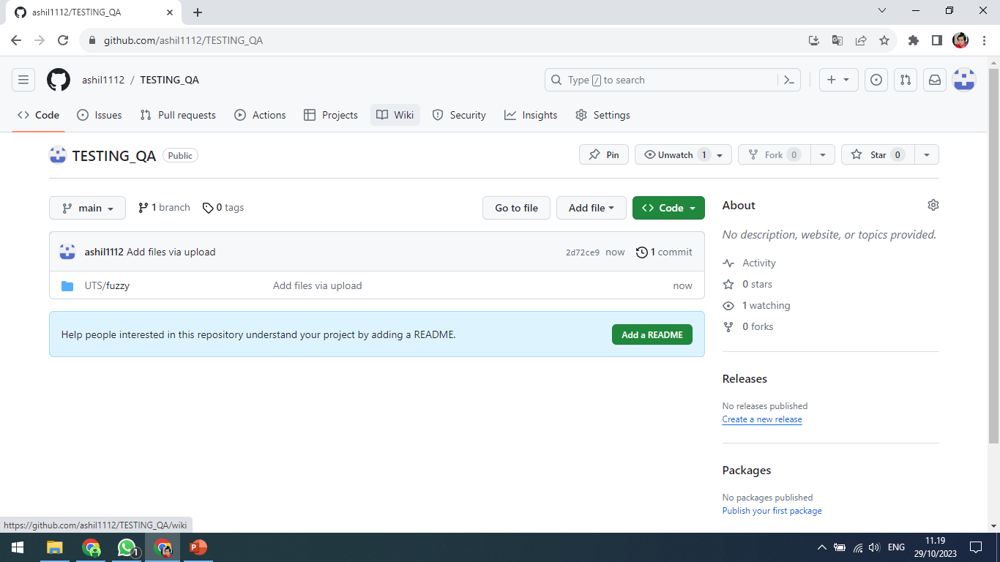 ashil1112/TESTING_QA
github.com/ashil1112/TESTING_QA
ashil1112 / TESTING_QA
Type / to search
Code Issues Pull requests Actions Projects Wiki Security Insights Settings
TESTING_QA Public
Pin Unwatch 1 Fork 0 Star 0
main 1 branch 0 tags
Go to file Add file <> Code
ashil1112 Add files via upload 2d72ce9 now 1 commit
UTS/fuzzy Add files via upload now
Help people interested in this repository understand your project by adding a README. Add a README
About
No description, website, or topics provided.
Activity
0 stars
1 watching
0 forks
Releases
No releases published
Create a new release
Packages
No packages published
Publish your first package
https://github.com/ashil1112/TESTING_QA/wiki
1
ENG
11.19
29/10/2023